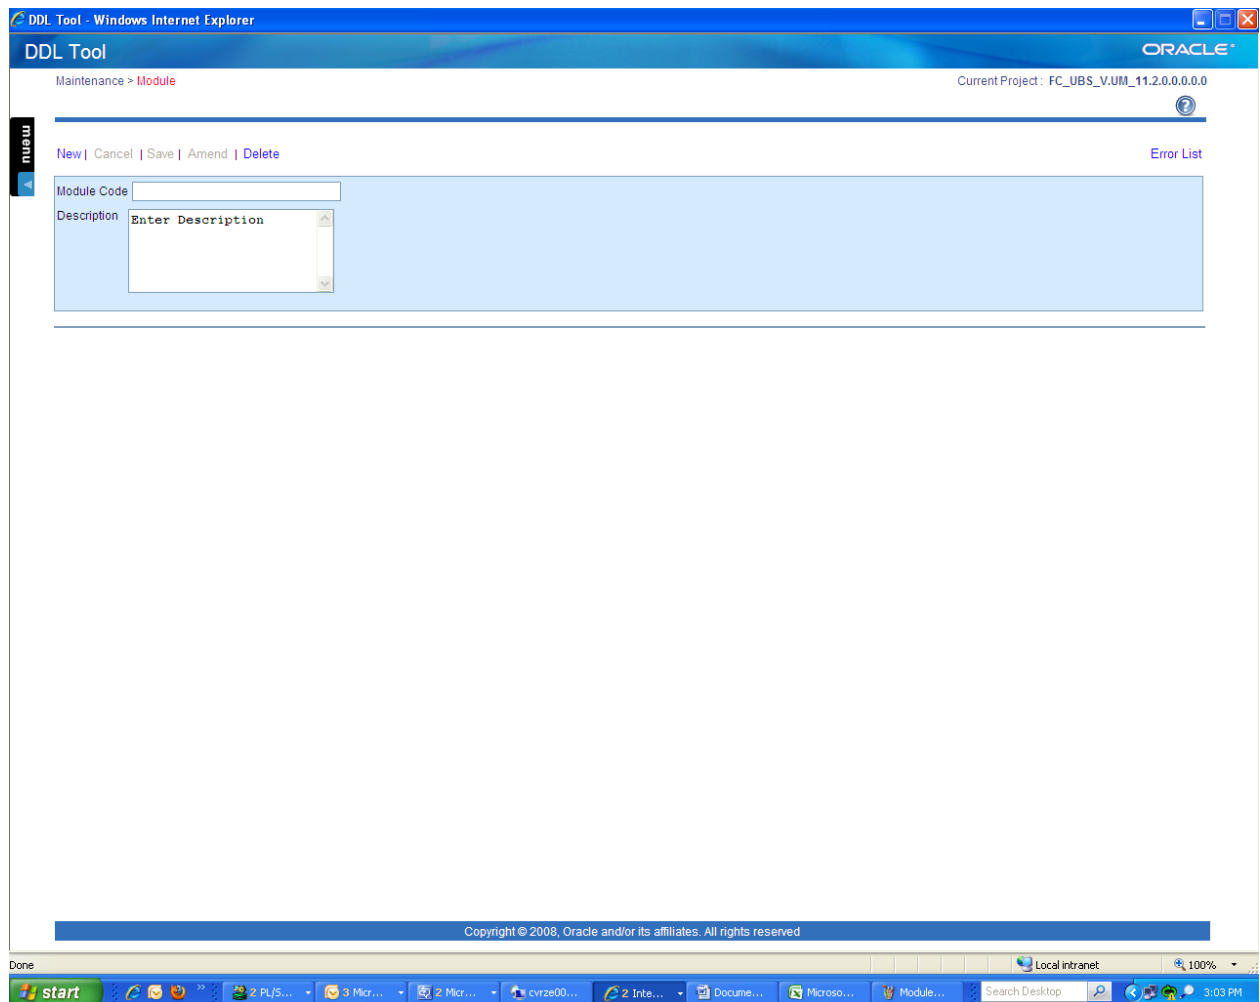 DDL Tool - Windows Internet Explorer
DDL Tool
ORACLE
Maintenance > Module
Current Project : FC_UBS_V.UM_11.2.0.0.0.0.0
menu
New | Cancel | Save | Amend | Delete
Error List
Module Code
Description
Enter Description
Copyright © 2008, Oracle and/or its affiliates. All rights reserved
Done
Local intranet
100%
start
2 PL/S...
3 Micr...
2 Micr...
cvrze00...
2 Inte...
Docume...
Microso...
Module...
Search Desktop
3:03 PM